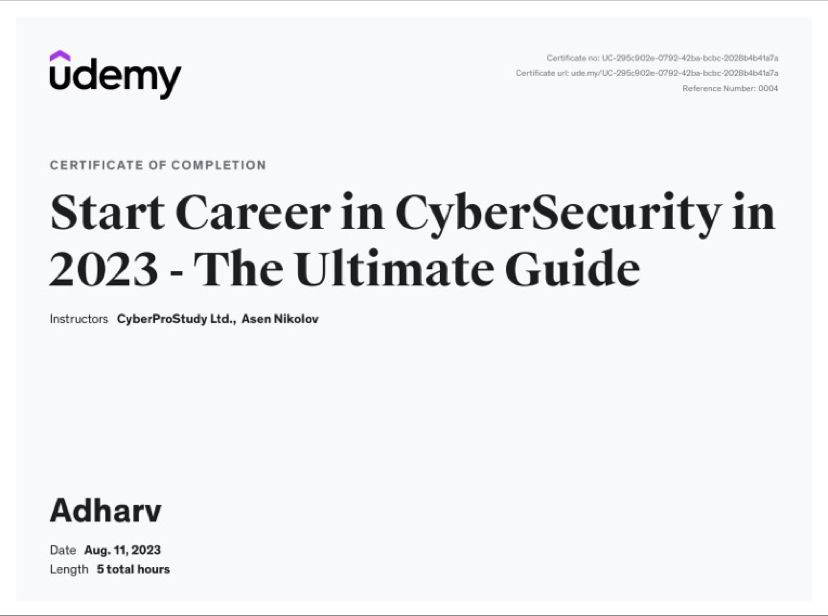 udemy
Certificate no: UC-295c902e-0792-42ba-bcbc-2028b4b41a7a
Certificate url: ude.my/UC-295c902e-0792-42ba-bcbc-2028b4b41a7a
Reference Number: 0004
CERTIFICATE OF COMPLETION
Start Career in CyberSecurity in
2023 - The Ultimate Guide
Instructors CyberProStudy Ltd., Asen Nikolov
Adharv
Date Aug. 11, 2023
Length 5 total hours